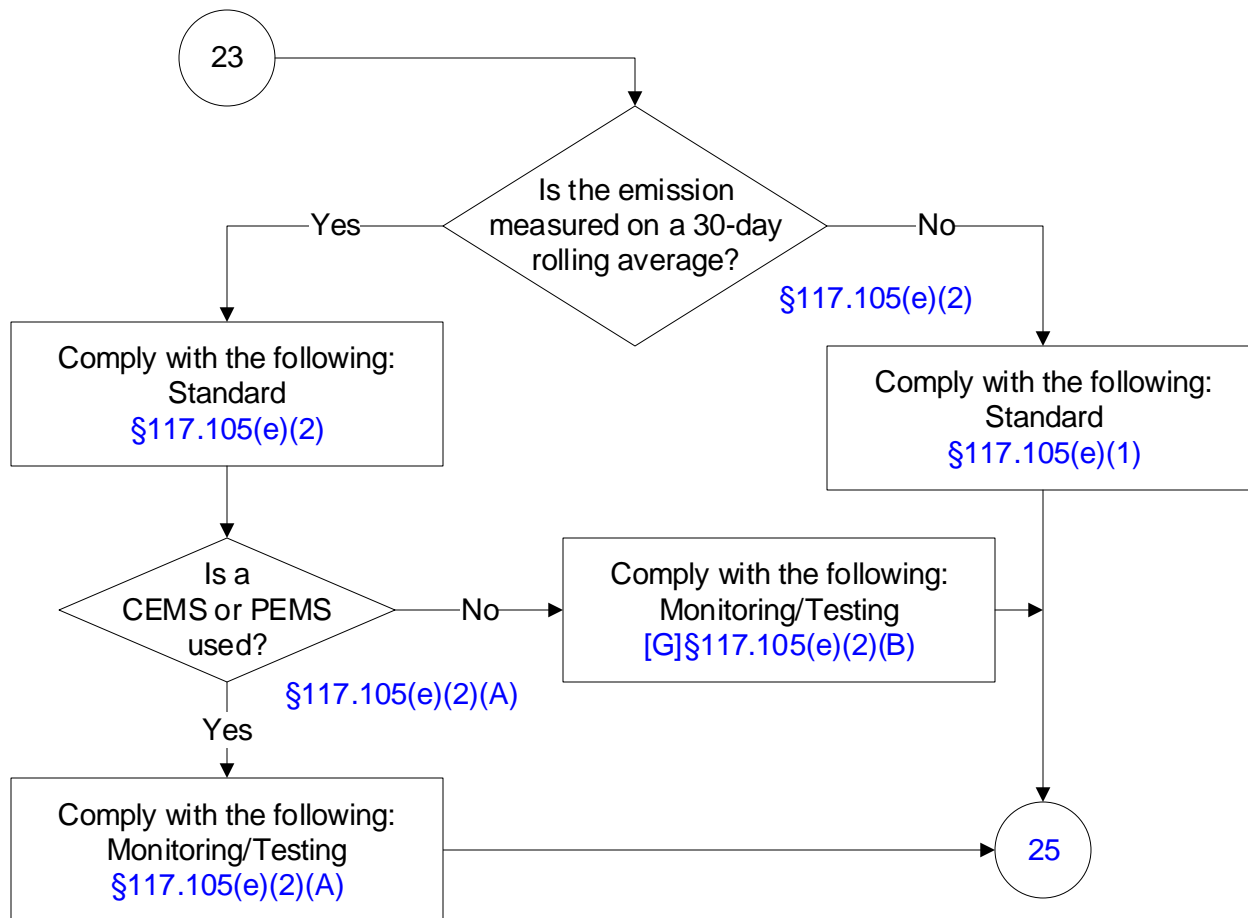 23
Is the emission
measured on a 30-day
rolling average?
Yes
No
§117.105(e)(2)
Comply with the following:
Standard
§117.105(e)(2)
Comply with the following:
Standard
§117.105(e)(1)
Is a
CEMS or PEMS
used?
No
Comply with the following:
Monitoring/Testing
[G]§117.105(e)(2)(B)
§117.105(e)(2)(A)
Yes
Comply with the following:
Monitoring/Testing
§117.105(e)(2)(A)
25